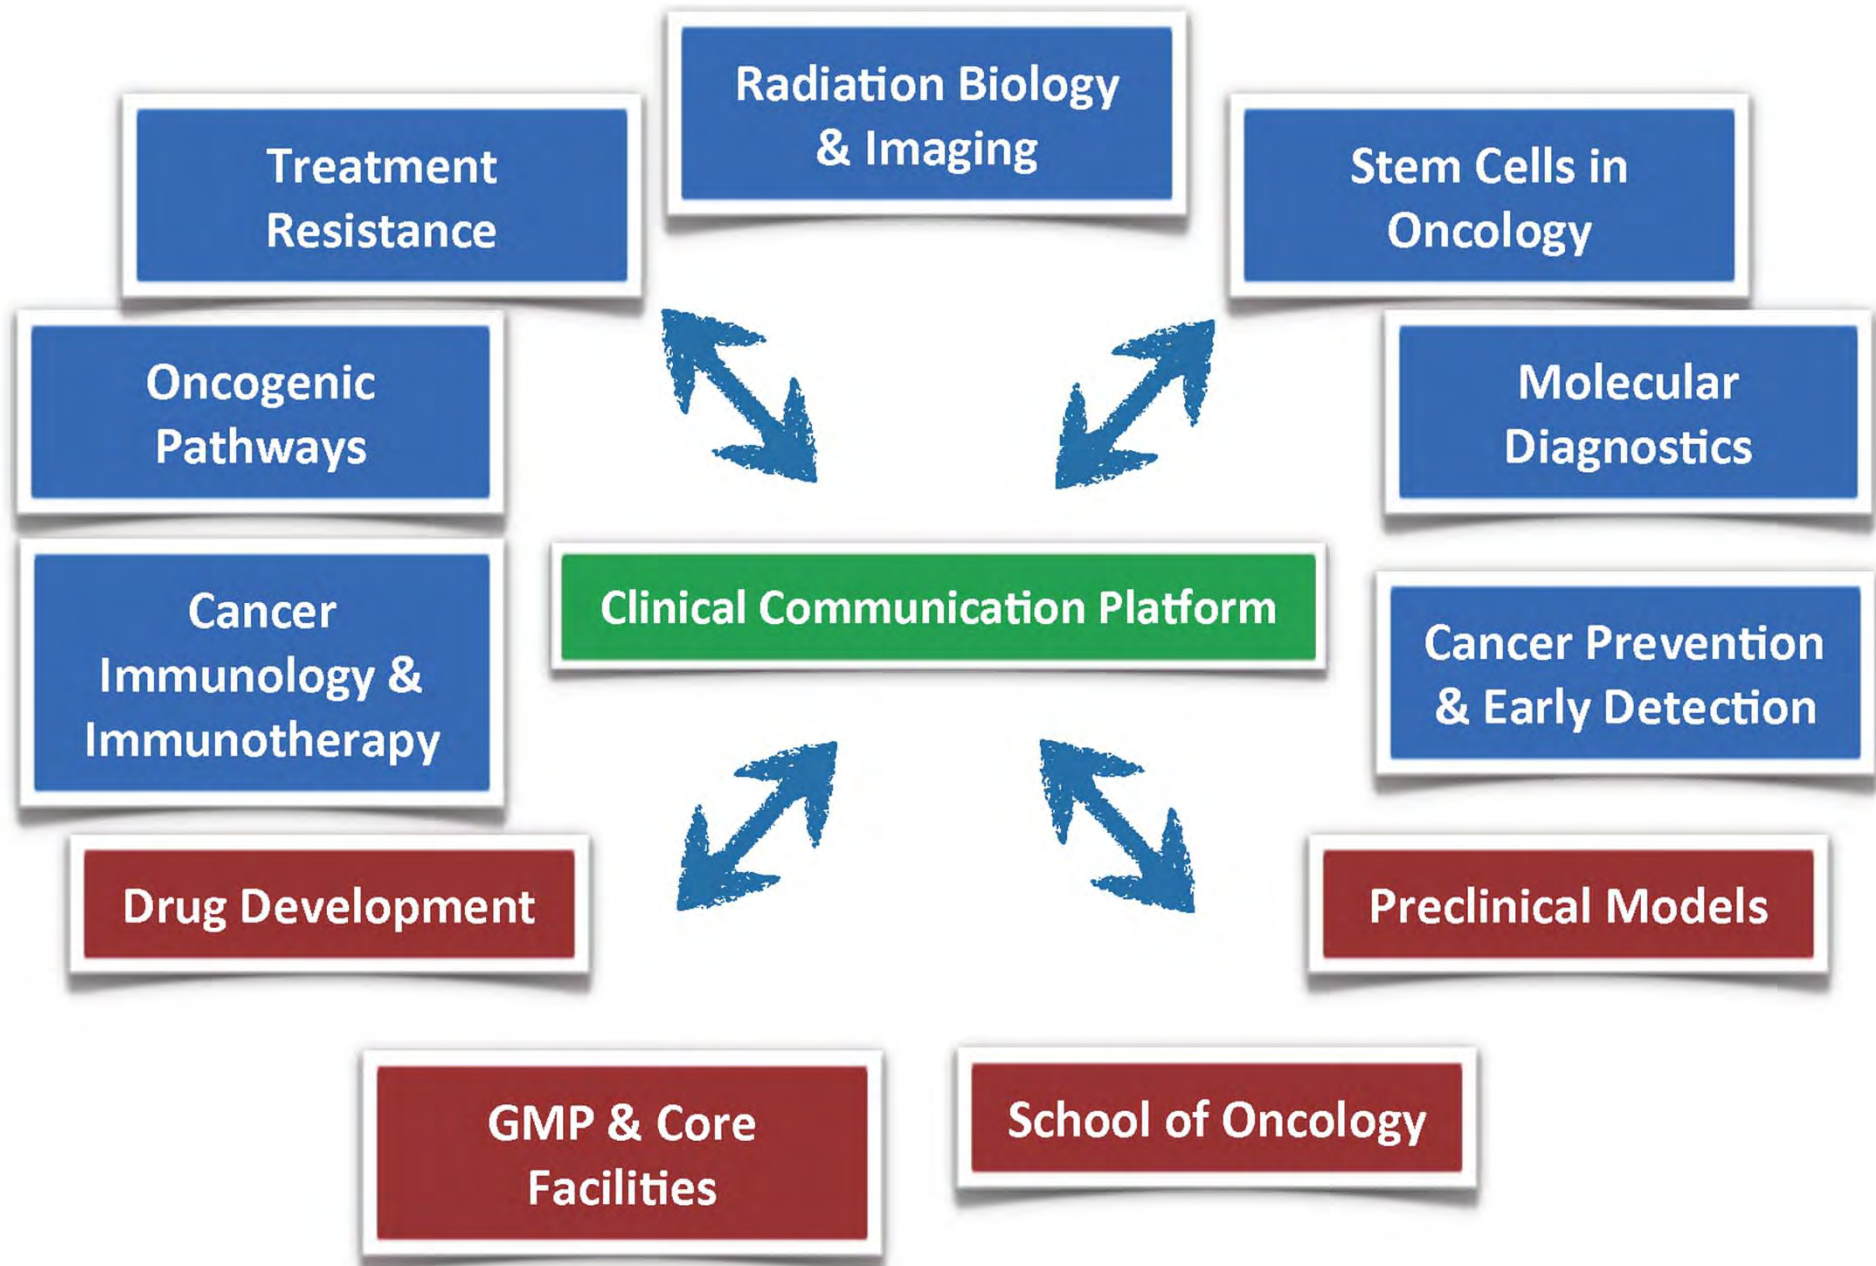 Radiation Biology
& Imaging
Treatment
Resistance
Stem Cells in
Oncology
Oncogenic
Pathways
Molecular
Diagnostics
Clinical Communication Platform
Cancer
Immunology &
Immunotherapy
Cancer Prevention
& Early Detection
Drug Development
Preclinical Models
GMP & Core
Facilities
School of Oncology